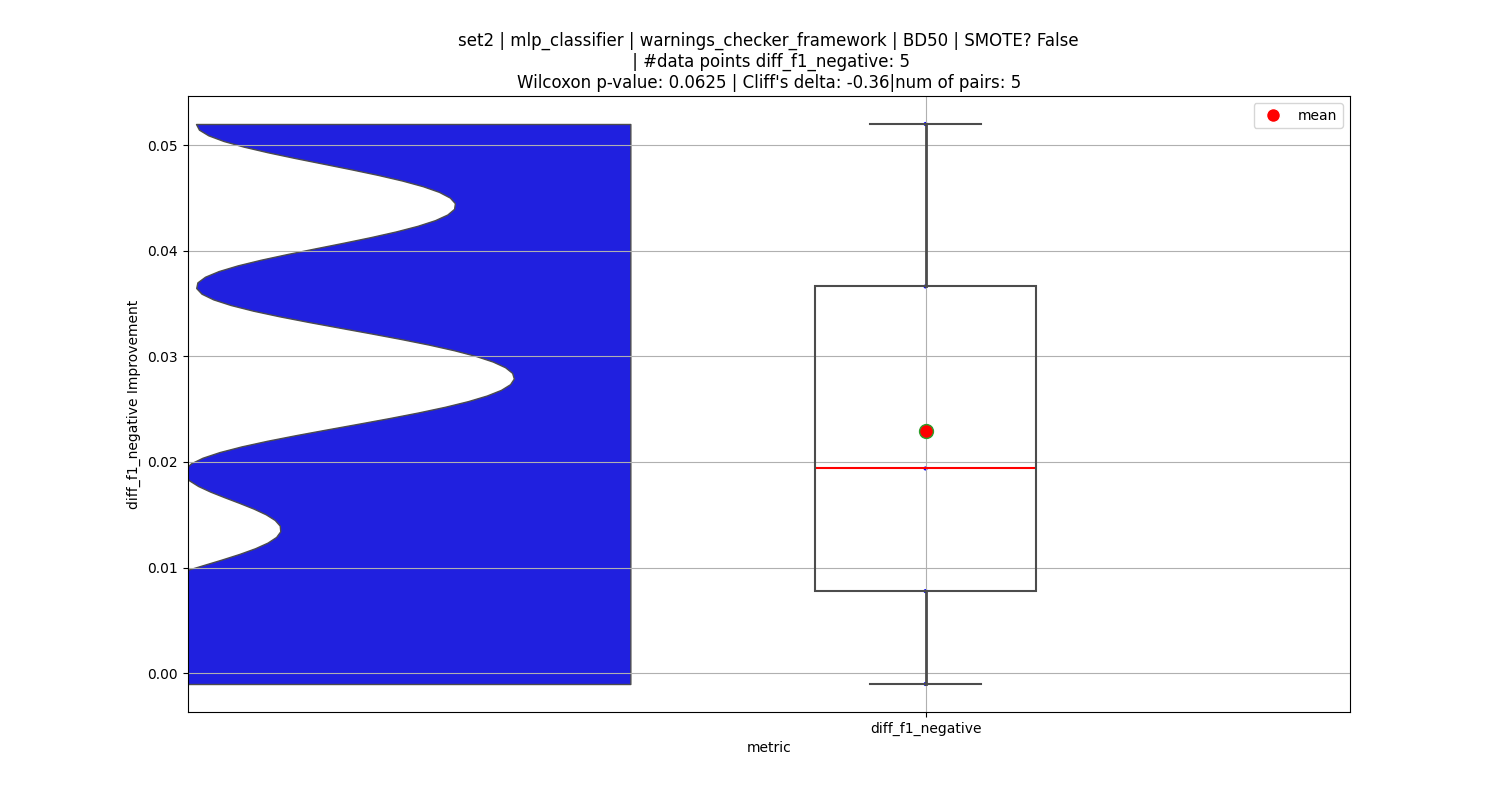 set2 | mlp_classifier | warnings_checker_framework | BD50 | SMOTE? False
| #data points diff_f1_negative: 5
Wilcoxon p-value: 0.0625 | Cliff's delta: -0.36|num of pairs: 5
mean
0.05
0.04
0.03
0.02
0.01
0.00
diff_f1_negative Improvement
diff_f1_negative
metric